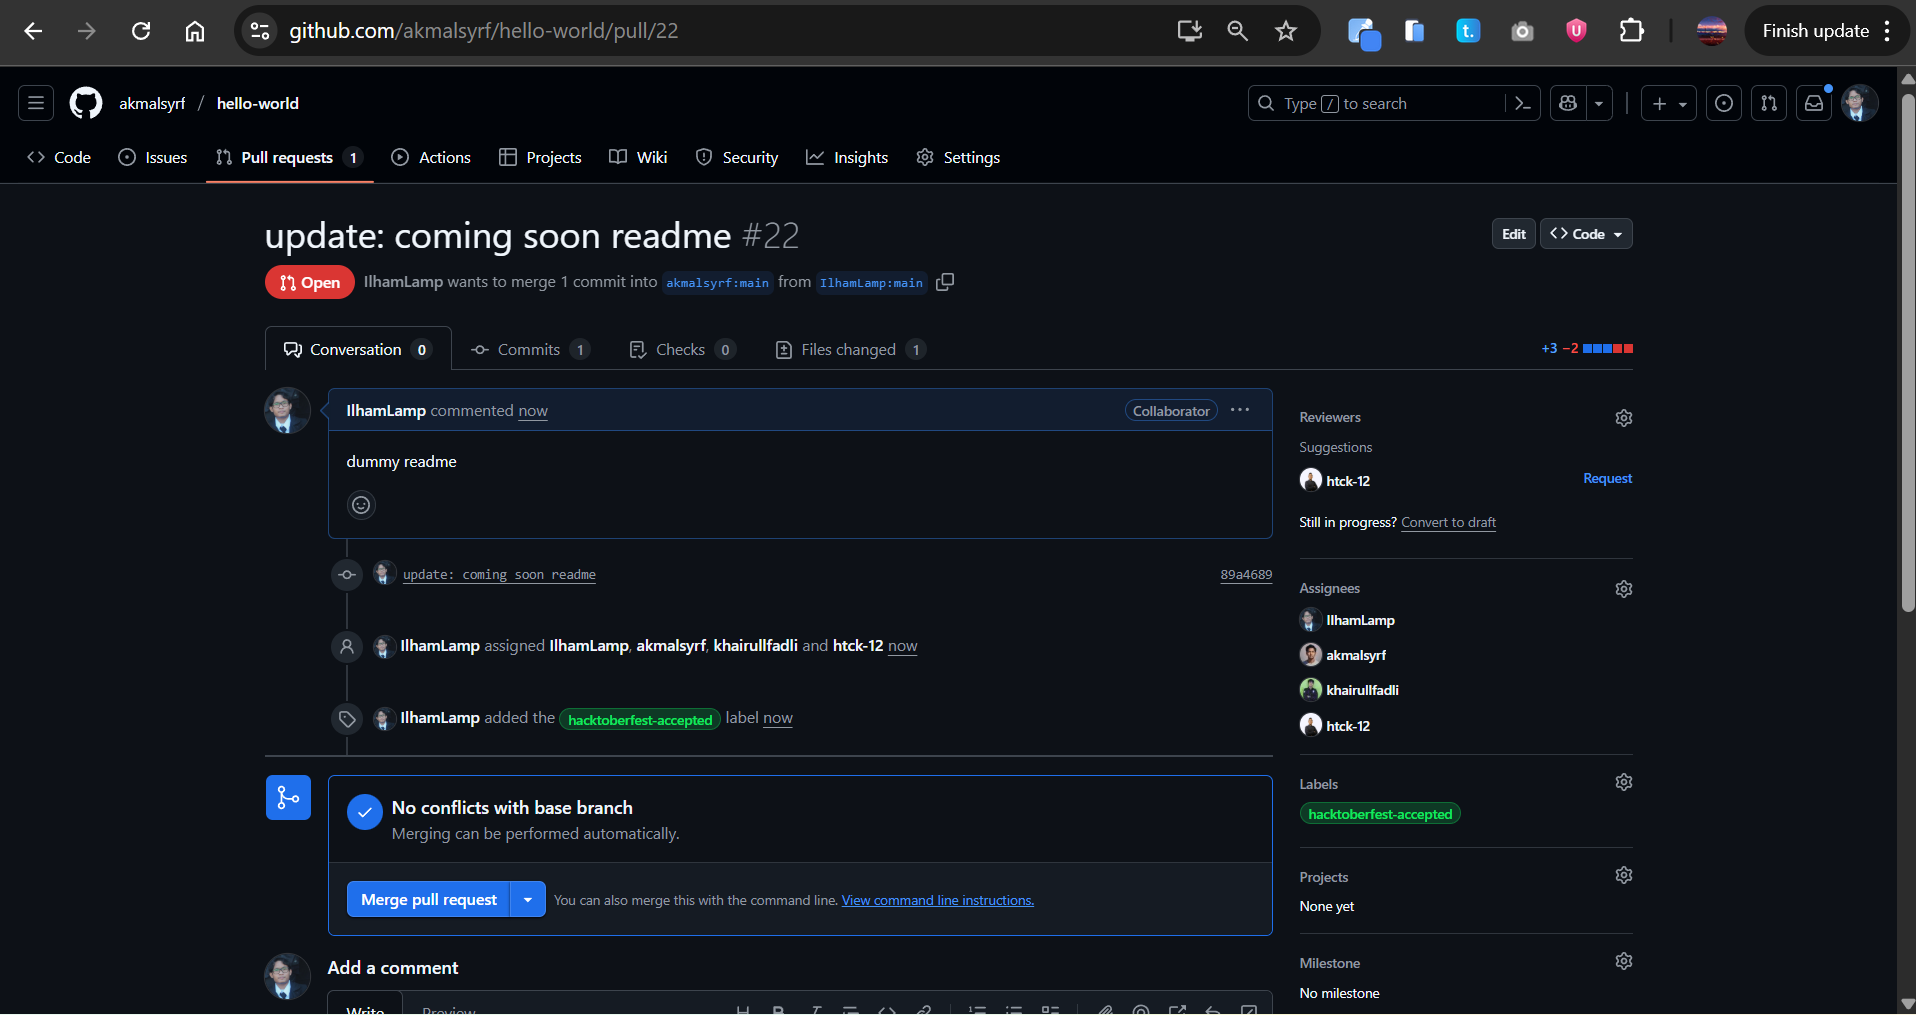 github.com/akmalsyrf/hello-world/pull/22
Finish update
akmalsyrf / hello-world
Type / to search
Code
Issues
Pull requests 1
Actions
Projects
Wiki
Security
Insights
Settings
update: coming soon readme #22
Edit
Code
Open
IlhamLamp wants to merge 1 commit into akmalsyrf:main from IlhamLamp:main
Conversation 0
Commits 1
Checks 0
Files changed 1
+3 −2
IlhamLamp commented now
Collaborator
dummy readme
update: coming soon readme
89a4689
IlhamLamp assigned IlhamLamp, akmalsyrf, khairullfadli and htck-12 now
IlhamLamp added the hacktoberfest-accepted label now
No conflicts with base branch
Merging can be performed automatically.
Merge pull request
You can also merge this with the command line. View command line instructions.
Add a comment
Write
Preview
Reviewers
Suggestions
htck-12
Request
Still in progress? Convert to draft
Assignees
IlhamLamp
akmalsyrf
khairullfadli
htck-12
Labels
hacktoberfest-accepted
Projects
None yet
Milestone
No milestone